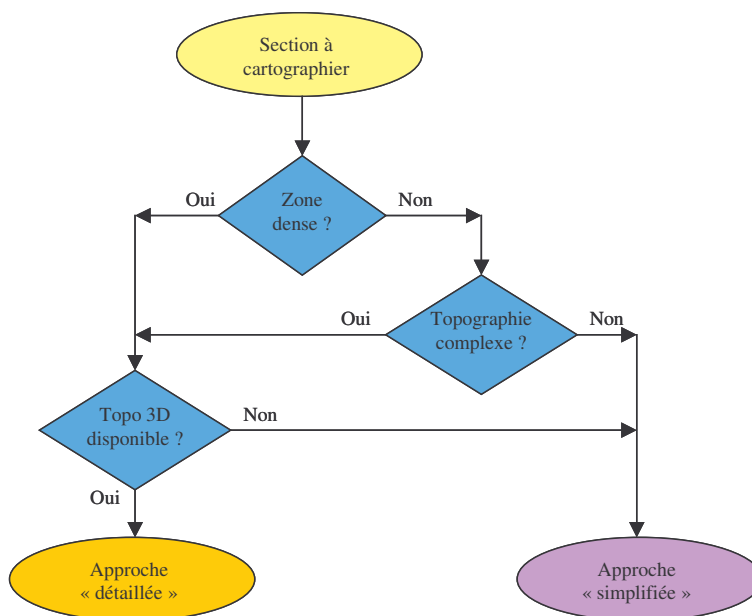 Section à
cartographier
Oui
Zone
dense ?
Non
Oui
Topographie
complexe ?
Non
Topo 3D
disponible ?
Non
Oui
Approche
« détaillée »
Approche
« simplifiée »